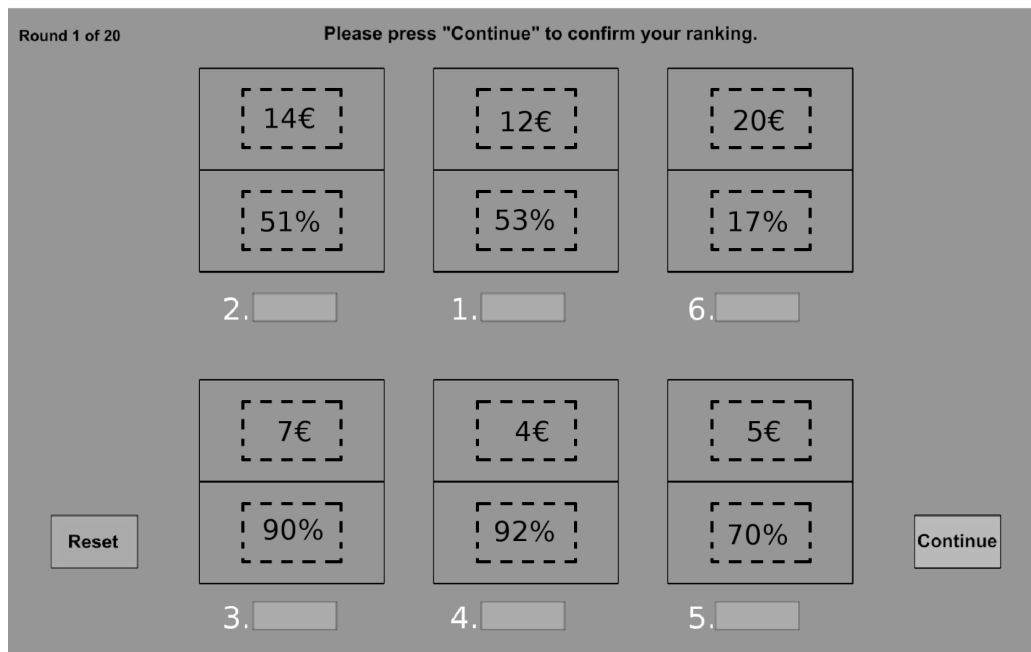 Round 1 of 20
Please press "Continue" to confirm your ranking.
14€ 12€ 20€
51% 53% 17%
2. 1. 6.
7€ 4€ 5€
90% 92% 70%
Reset Continue
3. 4. 5.